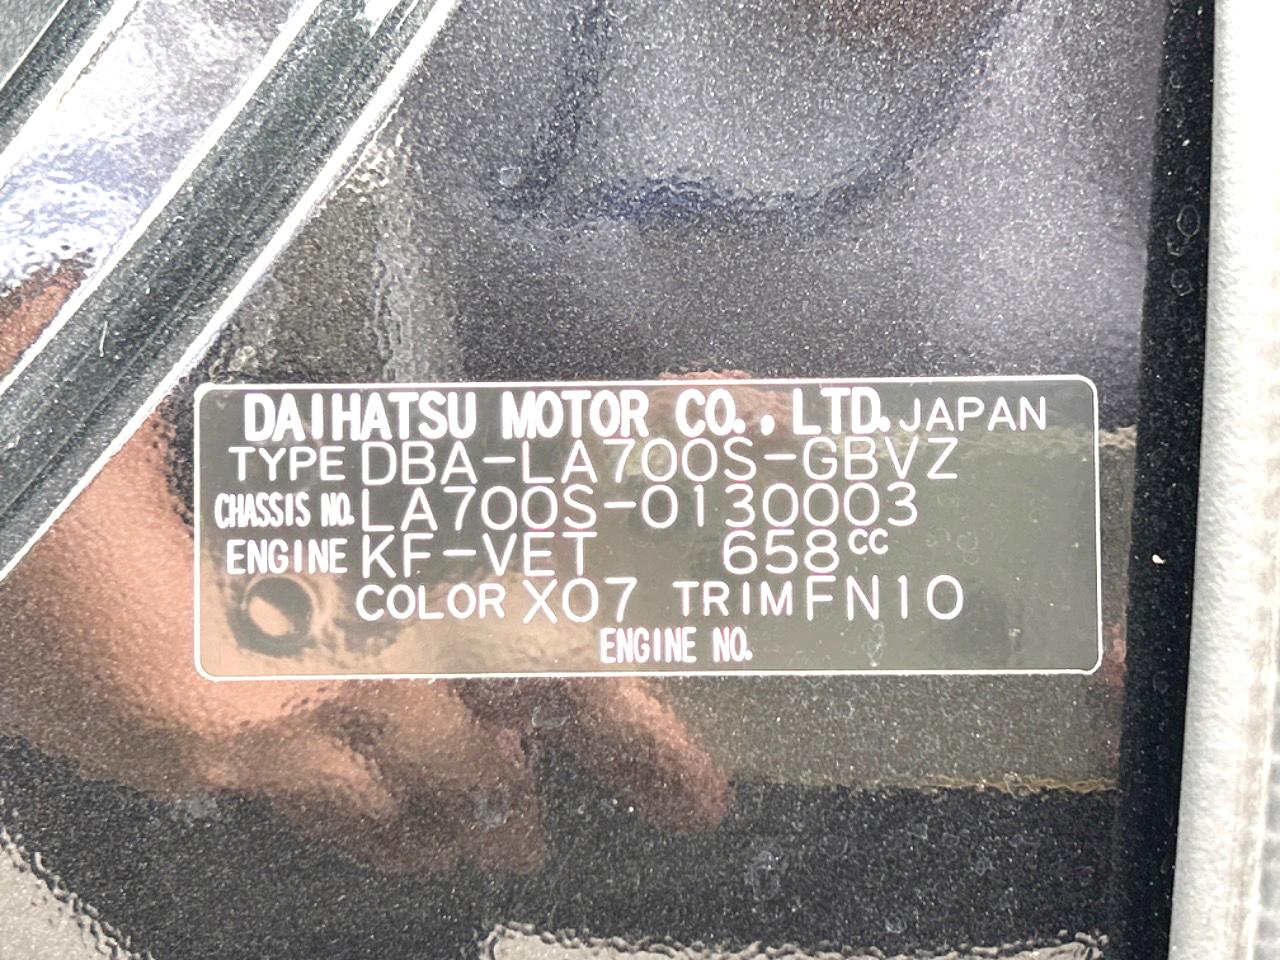 DAIHATSU MOTOR CO., LTD. JAPAN
TYPE DBA-LA700S-GBVZ
CHASSIS NO. LA700S-0130003
ENGINE KF-VET 658cc
COLOR X07 TRIM FN10
ENGINE NO.